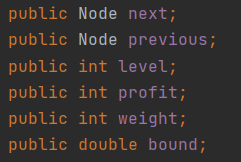 public Node next;
public Node previous;
public int level;
public int profit;
public int weight;
public double bound;